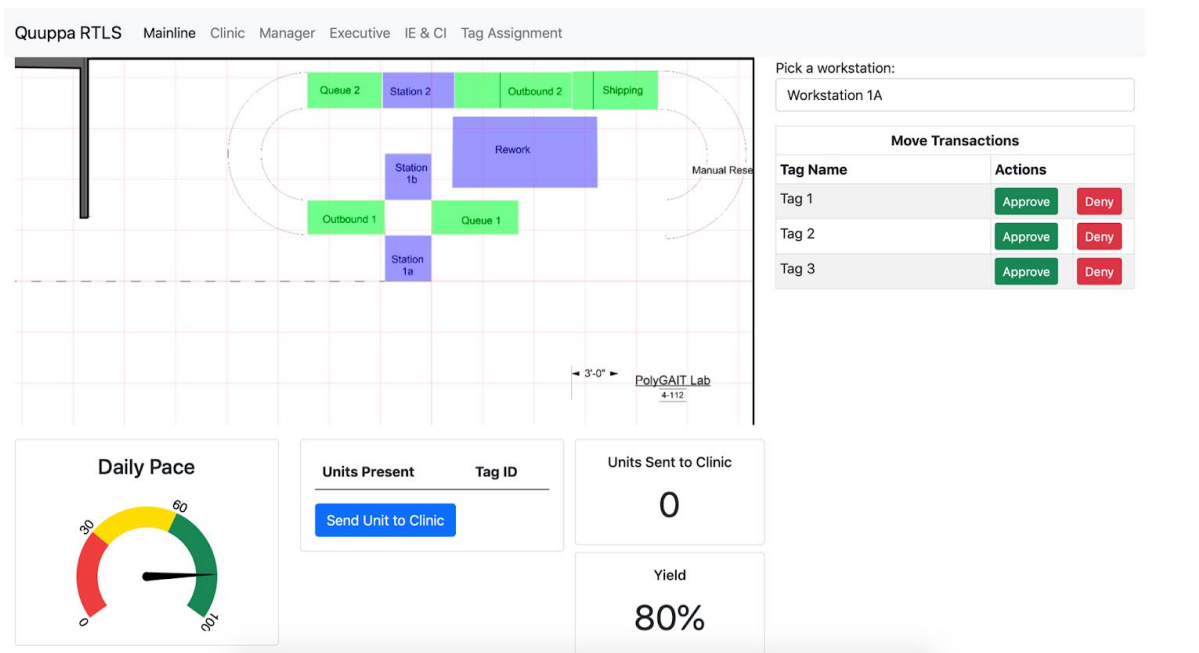 Quuppa RTLS Mainline Clinic Manager Executive IE & CI Tag Assignment
Queue 2
Station 2
Outbound 2
Shipping
Rework
Station
1b
Manual Rese
Outbound 1
Queue 1
Station
1a
3'-0"
PolyGAIT Lab
4-112
Pick a workstation:
Workstation 1A
Move Transactions
Tag Name Actions
Tag 1 Approve Deny
Tag 2 Approve Deny
Tag 3 Approve Deny
Daily Pace
0
30
60
100
Units Present Tag ID
Send Unit to Clinic
Units Sent to Clinic
0
Yield
80%